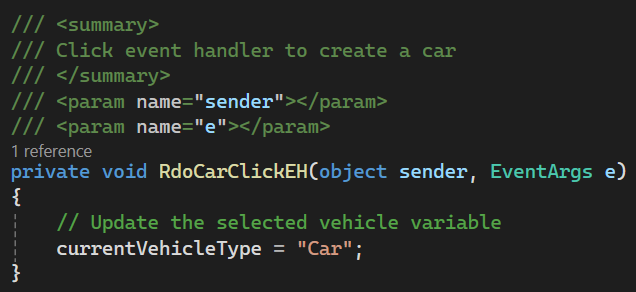 /// <summary>
/// Click event handler to create a car
/// </summary>
/// <param name="sender"></param>
/// <param name="e"></param>
1 reference
private void RdoCarClickEH(object sender, EventArgs e)
{
// Update the selected vehicle variable
currentVehicleType = "Car";
}